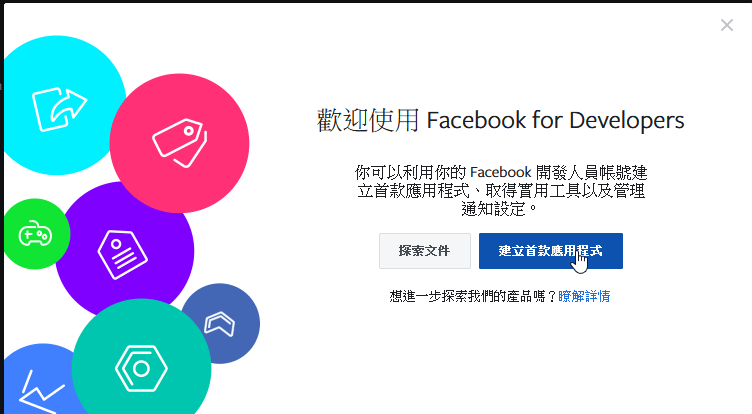 歡迎使用 Facebook for Developers
你可以利用你的 Facebook 開發人員帳號建
立首款應用程式、取得實用工具以及管理
通知設定。
探索文件
建立首款應用程式
想進一步探索我們的產品嗎？瞭解詳情